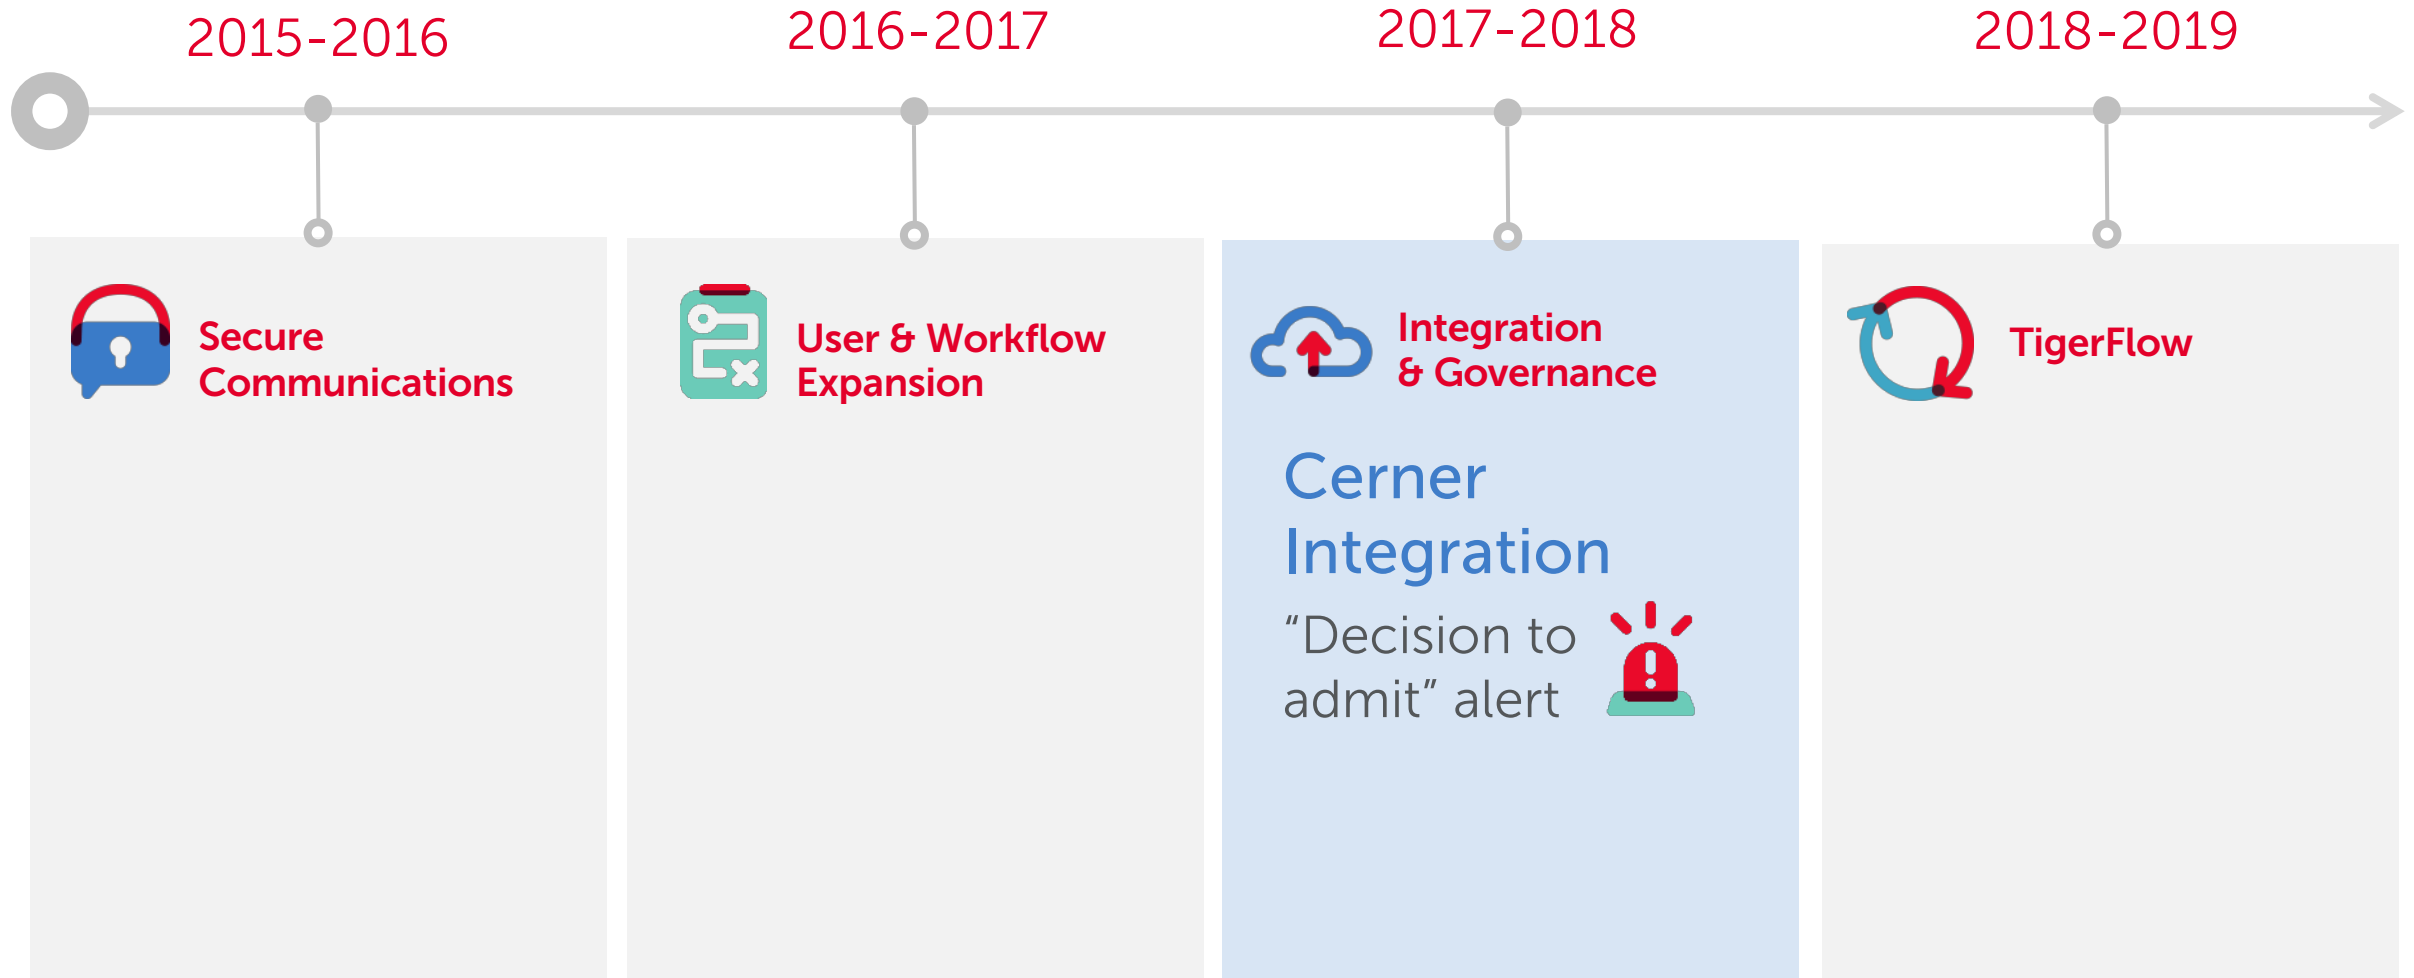 2015-2016
2016-2017
2017-2018
2018-2019
Secure
Communications
User & Workflow
Expansion
Integration
& Governance
Cerner
Integration
“Decision to
admit” alert
TigerFlow